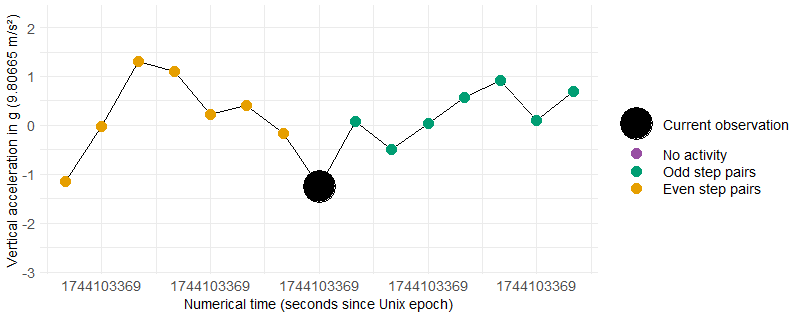 Vertical acceleration in g (9.80665 m/s²)
2
1
0
-1
-2
-3
1744103369 1744103369 1744103369 1744103369 1744103369
Numerical time (seconds since Unix epoch)
Current observation
No activity
Odd step pairs
Even step pairs